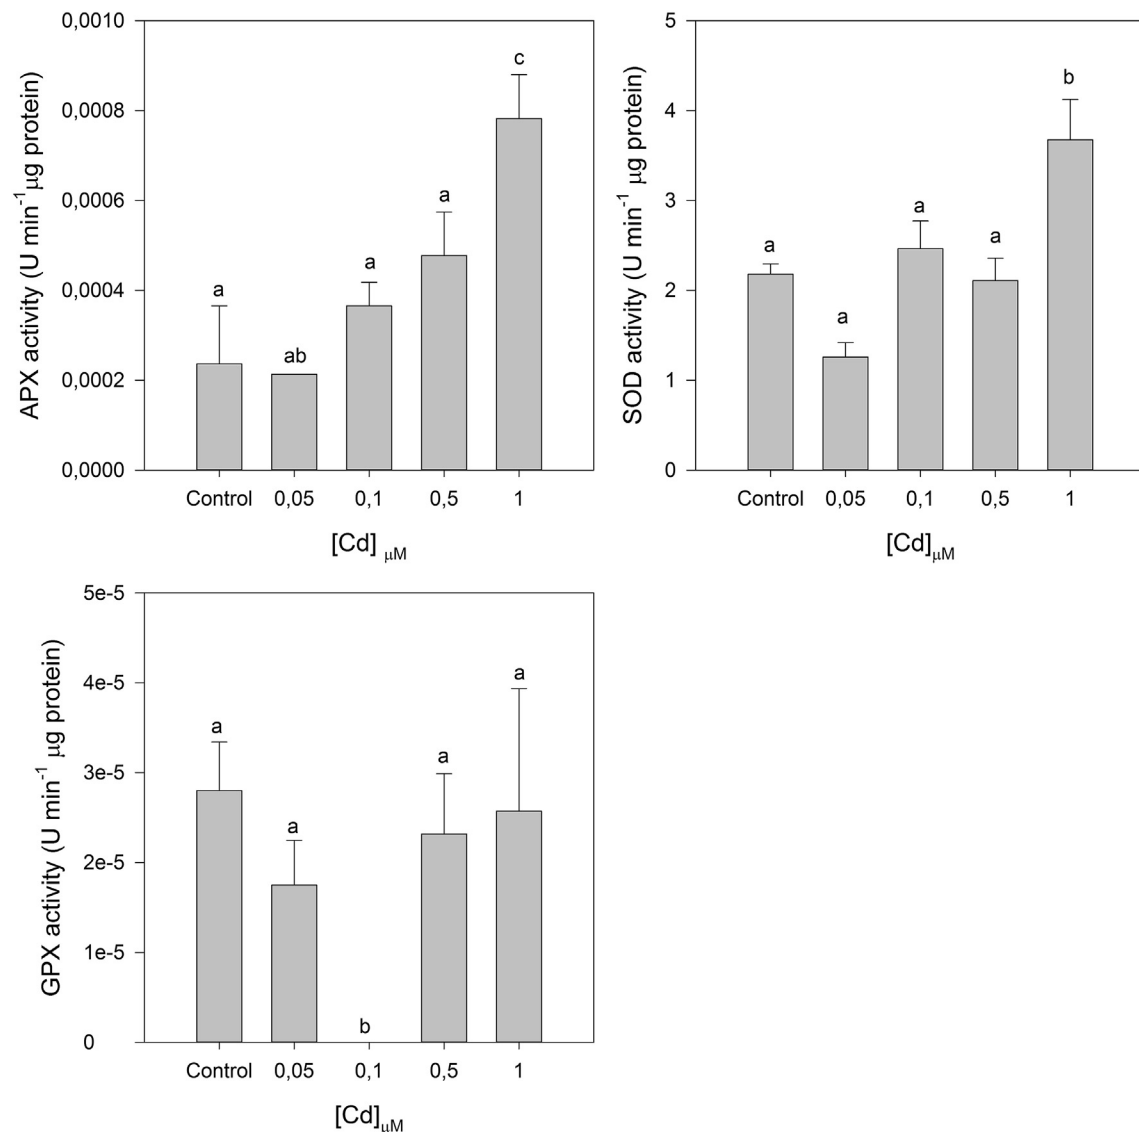 APX activity (U min⁻¹μg protein)
0,0010
0,0008
0,0006
0,0004
0,0002
0,0000
a
ab
a
a
c
Control 0,05 0,1 0,5 1
[Cd] μM
SOD activity (U min⁻¹ μg protein)
5
4
3
2
1
0
a
a
a
a
b
Control 0,05 0,1 0,5 1
[Cd]μM
GPX activity (U min⁻¹ μg protein)
5e-5
4e-5
3e-5
2e-5
1e-5
0
a
a
b
a
a
Control 0,05 0,1 0,5 1
[Cd]μM